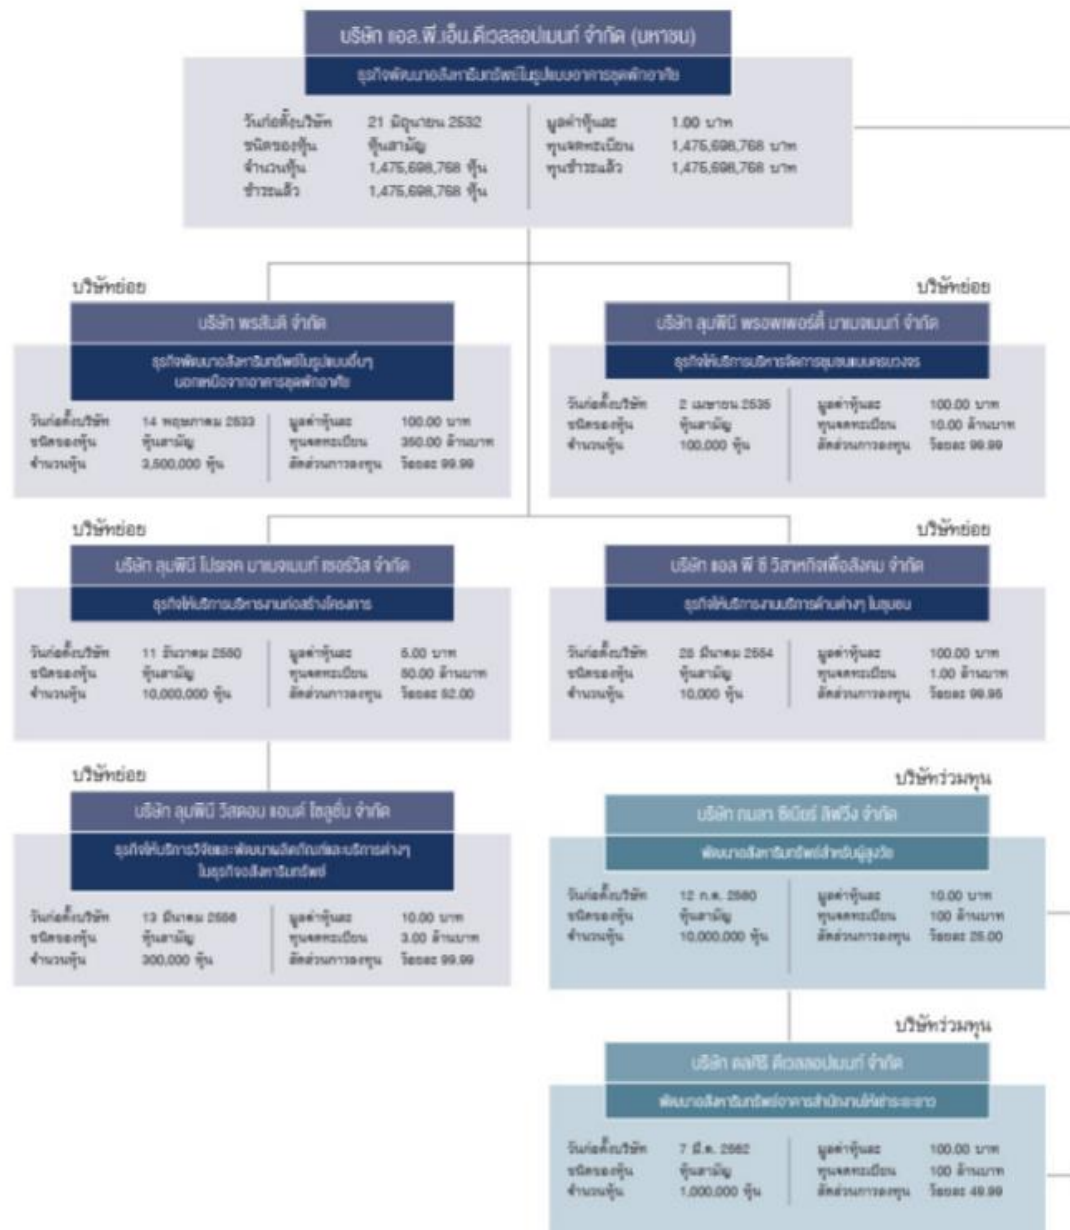 บริษัท แอล.พี.เอ็น.ดีเวลลอปเมนท์ จำกัด (มหาชน)
ธุรกิจพัฒนาอสังหาริมทรัพย์ในรูปแบบอาคารชุดพักอาศัย
วันก่อตั้งบริษัท 21 มิถุนายน 2532 มูลค่าหุ้นละ 1.00 บาท
ชนิดของหุ้น หุ้นสามัญ ทุนจดทะเบียน 1,475,698,768 บาท
จำนวนหุ้น 1,475,698,768 หุ้น ทุนชำระแล้ว 1,475,698,768 บาท
ชำระแล้ว 1,475,698,768 หุ้น
บริษัทย่อย
บริษัท พรสันติ จำกัด
ธุรกิจพัฒนาอสังหาริมทรัพย์ในรูปแบบอื่นๆ
นอกเหนือจากอาคารชุดพักอาศัย
วันก่อตั้งบริษัท 14 พฤษภาคม 2533 มูลค่าหุ้นละ 100.00 บาท
ชนิดของหุ้น หุ้นสามัญ ทุนจดทะเบียน 350.00 ล้านบาท
จำนวนหุ้น 3,500,000 หุ้น สัดส่วนการลงทุน ร้อยละ 99.99
บริษัทย่อย
บริษัท ลุมพินี พรอพเพอร์ตี้ มาเนจเมนท์ จำกัด
ธุรกิจให้บริการบริหารจัดการชุมชนแบบครบวงจร
วันก่อตั้งบริษัท 2 เมษายน 2535 มูลค่าหุ้นละ 100.00 บาท
ชนิดของหุ้น หุ้นสามัญ ทุนจดทะเบียน 10.00 ล้านบาท
จำนวนหุ้น 100,000 หุ้น สัดส่วนการลงทุน ร้อยละ 99.99
บริษัทย่อย
บริษัท ลุมพินี โปรเจค มาเนจเมนท์ เซอร์วิส จำกัด
ธุรกิจให้บริการบริหารงานก่อสร้างโครงการ
วันก่อตั้งบริษัท 11 ธันวาคม 2550 มูลค่าหุ้นละ 5.00 บาท
ชนิดของหุ้น หุ้นสามัญ ทุนจดทะเบียน 50.00 ล้านบาท
จำนวนหุ้น 10,000,000 หุ้น สัดส่วนการลงทุน ร้อยละ
บริษัทย่อย
บริษัท แอล พี ซี วิสาหกิจเพื่อสังคม จำกัด
ธุรกิจให้บริการงานบริการด้านต่างๆ ในชุมชน
วันก่อตั้งบริษัท มีนาคม 2554 มูลค่าหุ้นละ 100.00 บาท
ชนิดของหุ้น หุ้นสามัญ ทุนจดทะเบียน 1.00 ล้านบาท
จำนวนหุ้น 10,000 หุ้น สัดส่วนการลงทุน ร้อยละ 99.95
บริษัทย่อย
บริษัท ลุมพินี วิสดอม แอนด์ โซลูชั่น จำกัด
ธุรกิจให้บริการวิจัยและพัฒนาผลิตภัณฑ์และบริการต่างๆ
ในธุรกิจอสังหาริมทรัพย์
วันก่อตั้งบริษัท 13 มีนาคม 2556 มูลค่าหุ้นละ 10.00 บาท
ชนิดของหุ้น หุ้นสามัญ ทุนจดทะเบียน 3.00 ล้านบาท
จำนวนหุ้น 300,000 หุ้น สัดส่วนการลงทุน ร้อยละ 99.99
บริษัทร่วมทุน
บริษัท กมลา ซีเนียร์ ลิฟวิ่ง จำกัด
พัฒนาอสังหาริมทรัพย์สำหรับผู้สูงวัย
วันก่อตั้งบริษัท 12 ก.ค. 2560 มูลค่าหุ้นละ 10.00 บาท
ชนิดของหุ้น หุ้นสามัญ ทุนจดทะเบียน 100 ล้านบาท
จำนวนหุ้น 10,000,000 หุ้น สัดส่วนการลงทุน ร้อยละ 25.00
บริษัทร่วมทุน
บริษัท ดลศิริ ดีเวลลอปเมนท์ จำกัด
พัฒนาอสังหาริมทรัพย์อาคารสำนักงานให้เช่าระยะยาว
วันก่อตั้งบริษัท 7 มี.ค. 2562 มูลค่าหุ้นละ 100.00 บาท
ชนิดของหุ้น หุ้นสามัญ ทุนจดทะเบียน 100 ล้านบาท
จำนวนหุ้น 1,000,000 หุ้น สัดส่วนการลงทุน ร้อยละ 49.99